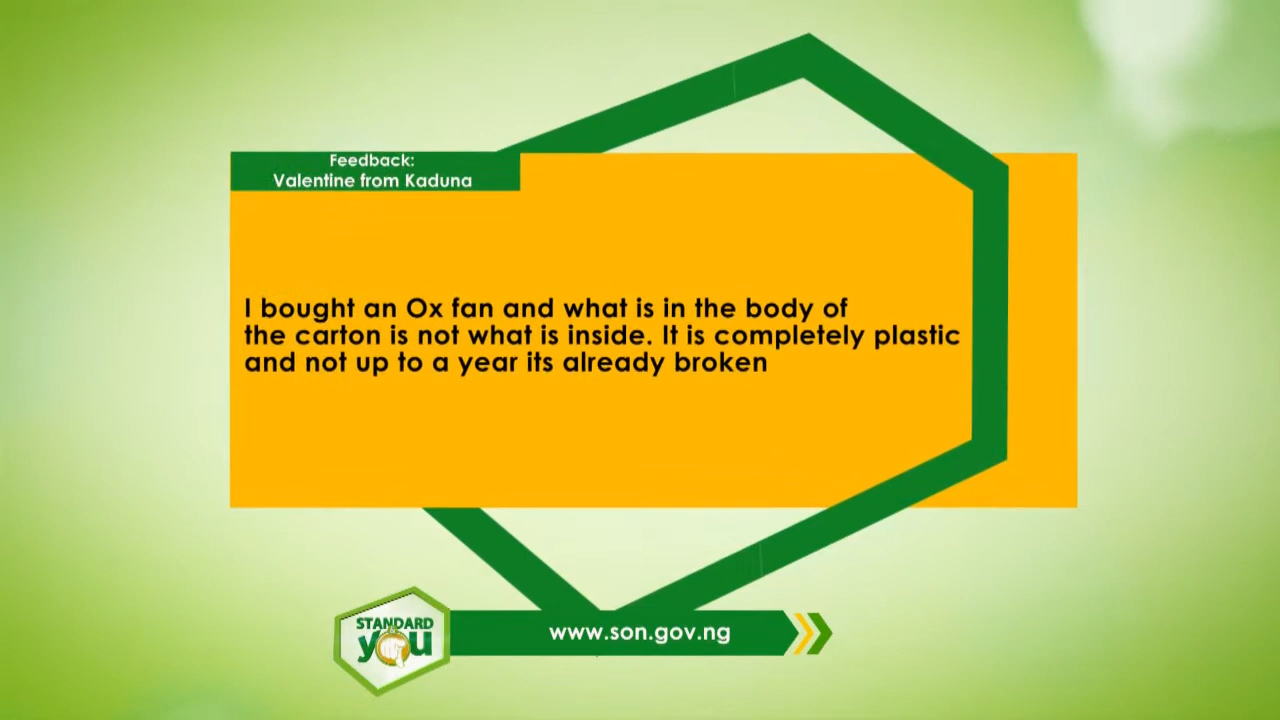 Feedback:
Valentine from Kaduna
I bought an Ox fan and what is in the body of
the carton is not what is inside. It is completely plastic
and not up to a year its already broken
STANDARD
you
www.son.gov.ng